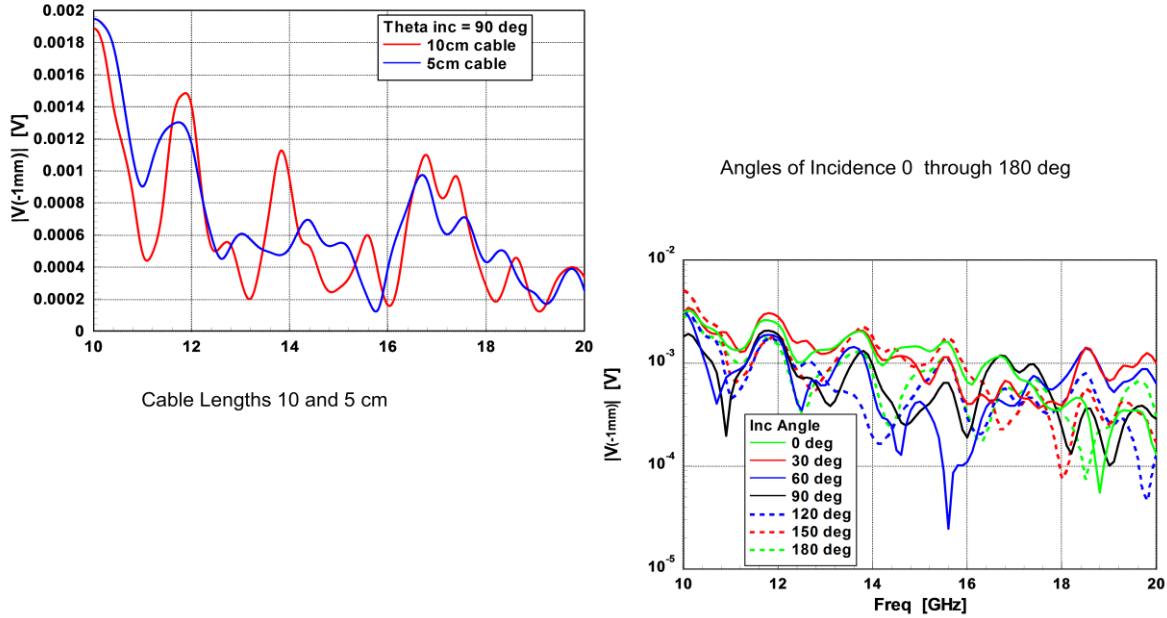 0.002
0.0018
0.0016
0.0014
0.0012
0.001
0.0008
0.0006
0.0004
0.0002
0
|V(-1mm)| [V]
Theta inc = 90 deg
10cm cable
5cm cable
10 12 14 16 18 20
Cable Lengths 10 and 5 cm
Angles of Incidence 0 through 180 deg
10-2
10-3
10-4
10-5
|V(-1mm)| [V]
Inc Angle
0 deg
30 deg
60 deg
90 deg
120 deg
150 deg
180 deg
10 12 14 16 18 20
Freq [GHz]